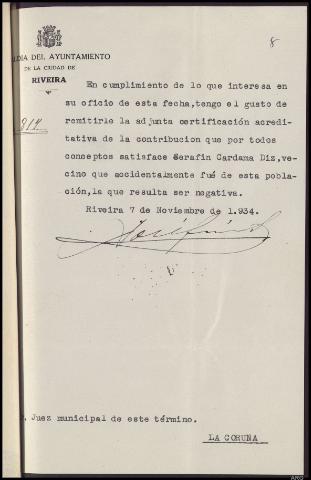 8
DIA DEL AYUNTAMIENTO
DE LA CIUDAD DE
RIVEIRA
En cumplimiento de lo que interesa en
su oficio de esta fecha,tengo el gusto de
remitirle la adjunta certificación acredi-
tativa de la contribucion que por todos
conceptos satisface Serafin Cardama Diz,ve-
cino que accidentalmente fué de esta pobla-
ción,la que resulta ser negativa.
Riveira 7 de Noviembre de 1.934.
Juez municipal de este término.
LA CORUÑA